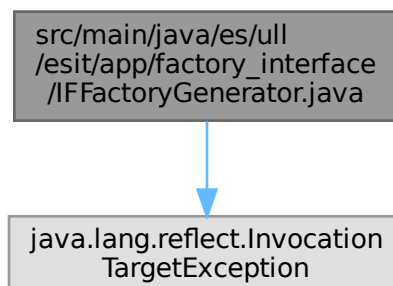 src/main/java/es/ull
/esit/app/factory_interface
/IFFactoryGenerator.java
java.lang.reflect.Invocation
TargetException